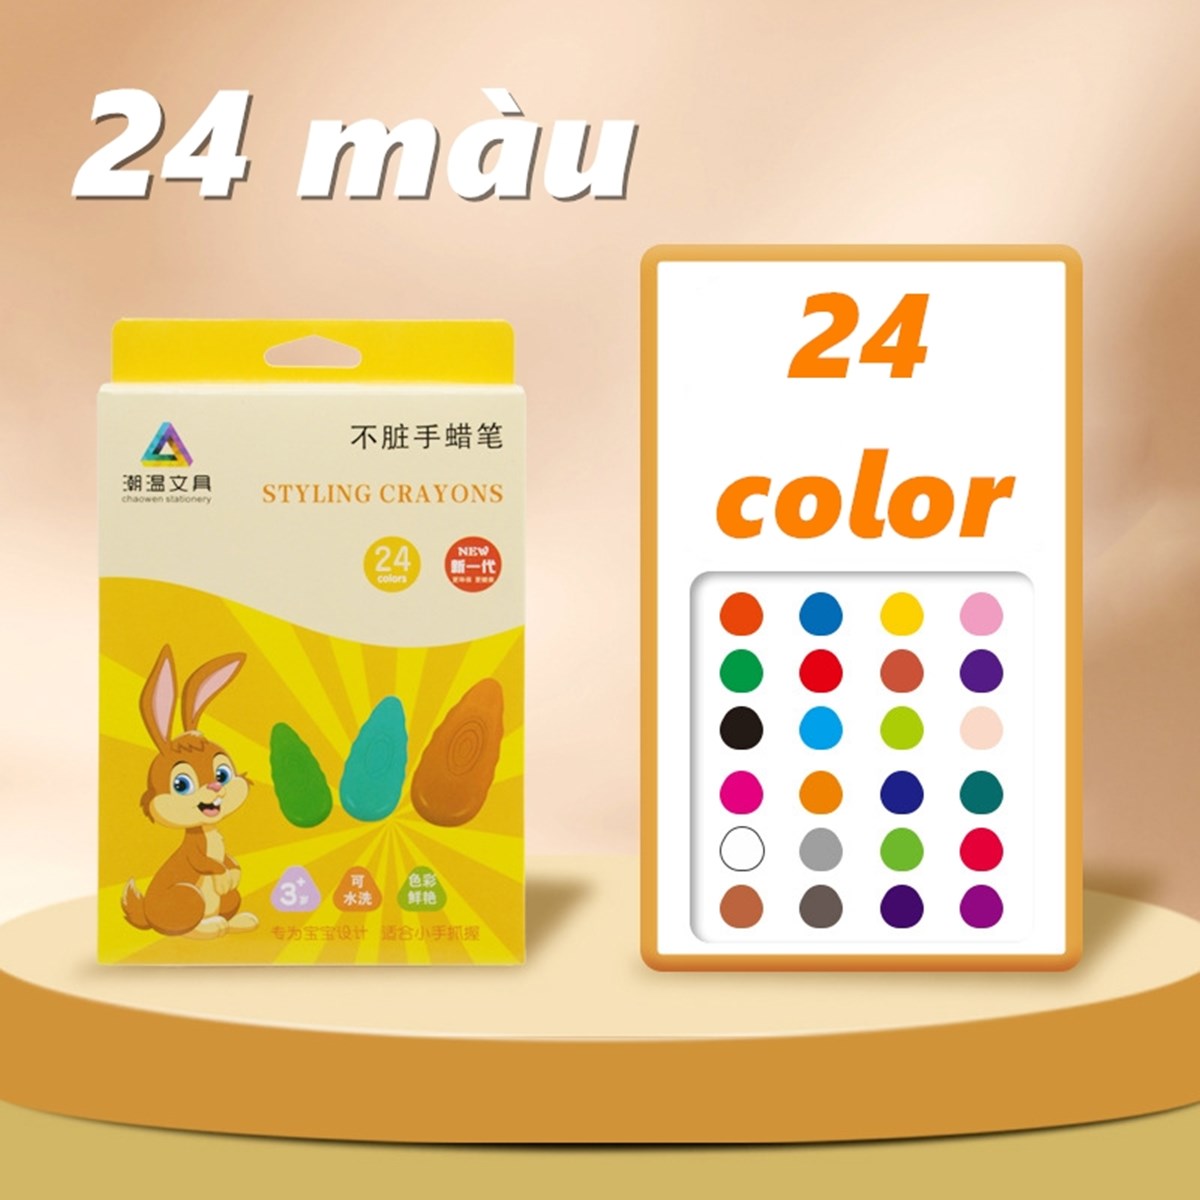 24 màu
24
color
不脏手蜡笔
潮温文具
chaowen stationery
STYLING CRAYONS
24
colors
NEW
新一代
3+
岁
可
水洗
色彩
鲜艳
专为宝宝设计 适合小手抓握